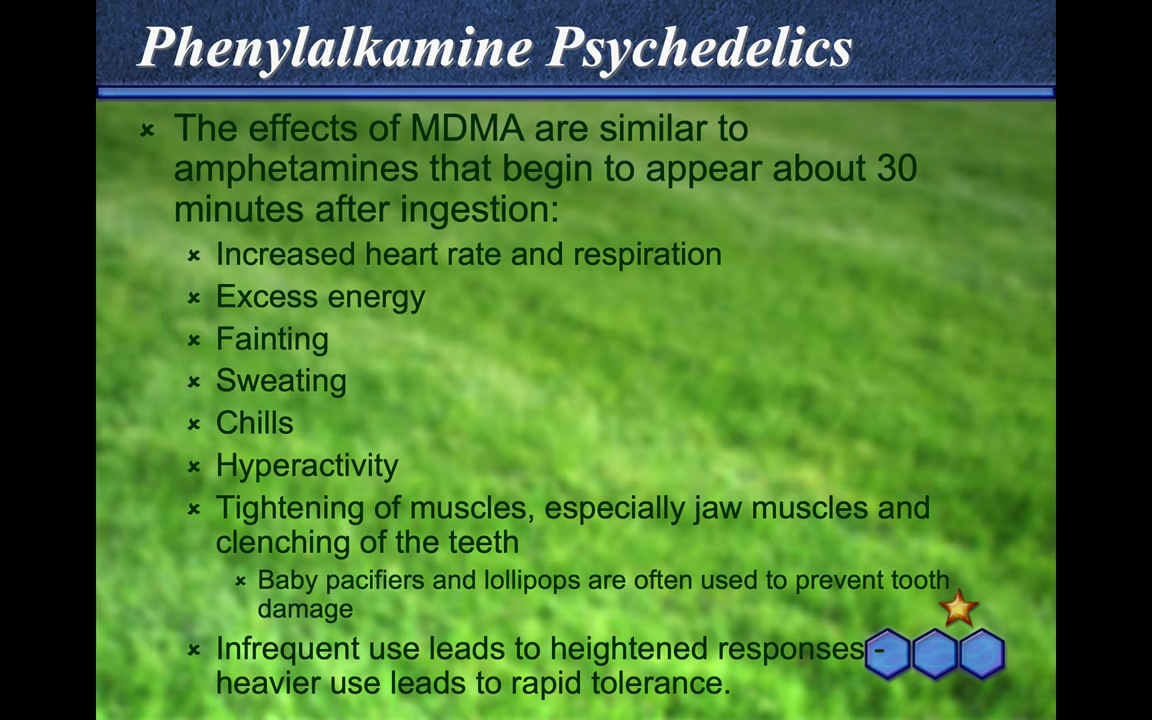 Phenylalkamine Psychedelics
× The effects of MDMA are similar to
amphetamines that begin to appear about 30
minutes after ingestion:
× Increased heart rate and respiration
× Excess energy
× Fainting
× Sweating
× Chills
× Hyperactivity
× Tightening of muscles, especially jaw muscles and
clenching of the teeth
× Baby pacifiers and lollipops are often used to prevent tooth
damage
× Infrequent use leads to heightened responses -
heavier use leads to rapid tolerance.